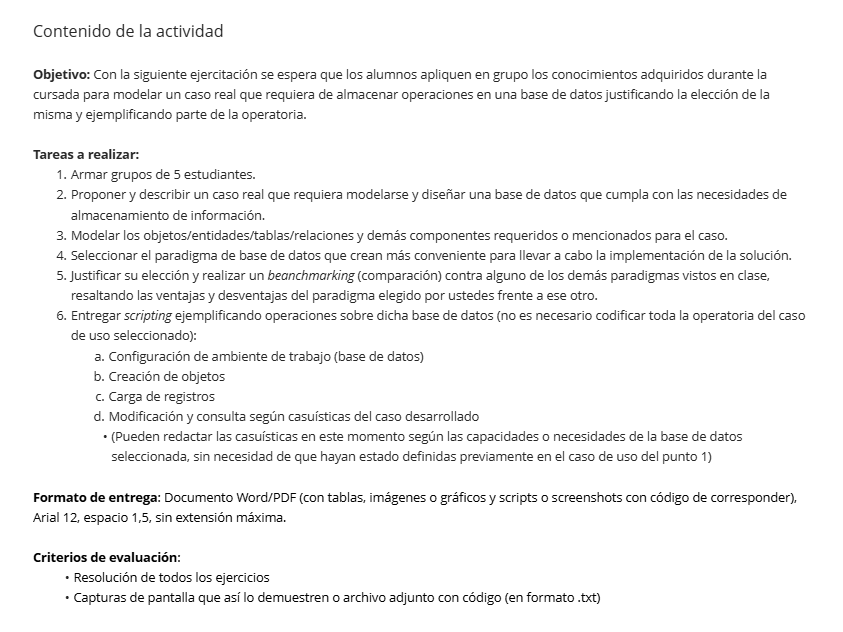 Contenido de la actividad
Objetivo: Con la siguiente ejercitación se espera que los alumnos apliquen en grupo los conocimientos adquiridos durante la
cursada para modelar un caso real que requiera de almacenar operaciones en una base de datos justificando la elección de la
misma y ejemplificando parte de la operatoria.
Tareas a realizar:
1. Armar grupos de 5 estudiantes.
2. Proponer y describir un caso real que requiera modelarse y diseñar una base de datos que cumpla con las necesidades de
almacenamiento de información.
3. Modelar los objetos/entidades/tablas/relaciones y demás componentes requeridos o mencionados para el caso.
4. Seleccionar el paradigma de base de datos que crean más conveniente para llevar a cabo la implementación de la solución.
5. Justificar su elección y realizar un beanchmarking (comparación) contra alguno de los demás paradigmas vistos en clase,
resaltando las ventajas y desventajas del paradigma elegido por ustedes frente a ese otro.
6. Entregar scripting ejemplificando operaciones sobre dicha base de datos (no es necesario codificar toda la operatoria del caso
de uso seleccionado):
a. Configuración de ambiente de trabajo (base de datos)
b. Creación de objetos
c. Carga de registros
d. Modificación y consulta según casuísticas del caso desarrollado
• (Pueden redactar las casuísticas en este momento según las capacidades o necesidades de la base de datos
seleccionada, sin necesidad de que hayan estado definidas previamente en el caso de uso del punto 1)
Formato de entrega: Documento Word/PDF (con tablas, imágenes o gráficos y scripts o screenshots con código de corresponder),
Arial 12, espacio 1,5, sin extensión máxima.
Criterios de evaluación:
• Resolución de todos los ejercicios
• Capturas de pantalla que así lo demuestren o archivo adjunto con código (en formato .txt)